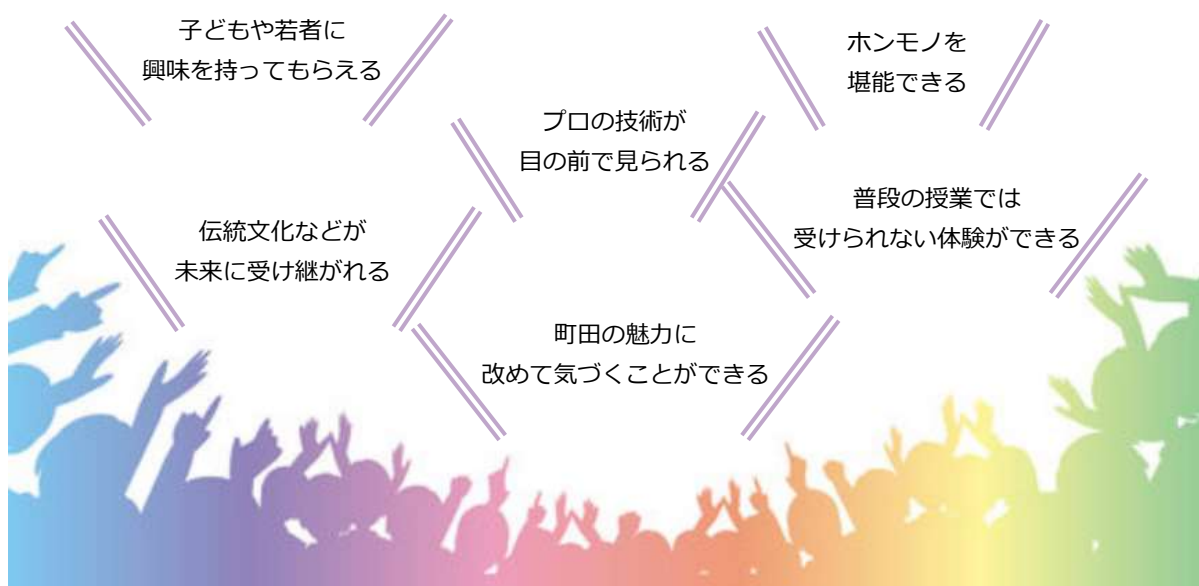 子どもや若者に
興味を持ってもらえる
ホンモノを
堪能できる
プロの技術が
目の前で見られる
普段の授業では
受けられない体験ができる
伝統文化などが
未来に受け継がれる
町田の魅力に
改めて気づくことができる